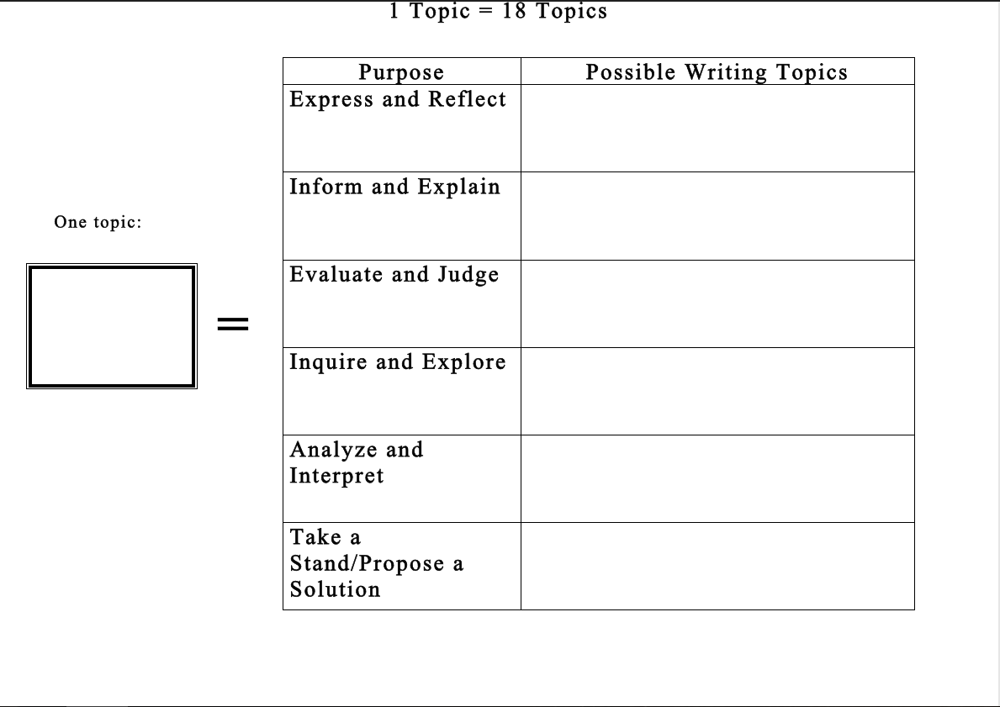 1 Topic = 18 Topics
Purpose
Possible Writing Topics
Express and Reflect
Inform and Explain
One topic:
Evaluate and Judge
=
Inquire and Explore
Analyze and
Interpret
Take a
Stand/Propose a
Solution